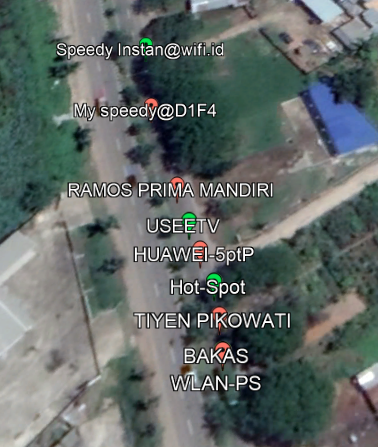 Speedy Instan@wifi.id
My speedy@D1F4
RAMOS PRIMA MANDIRI
USEETV
HUAWEI-5ptP
Hot-Spot
TIYEN PIKOWATI
BAKAS
WLAN-PS